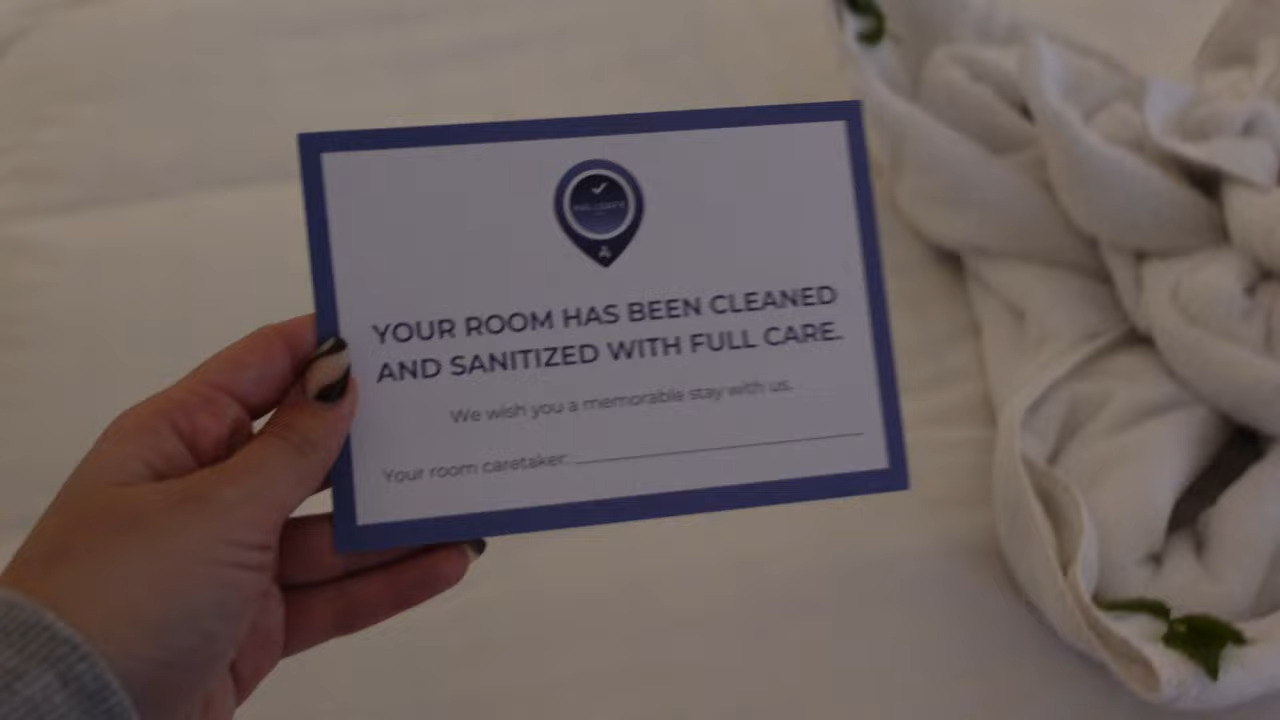 YOUR ROOM HAS BEEN CLEANED
AND SANITIZED WITH FULL CARE.
We wish you a memorable stay with us.
Your room caretaker: